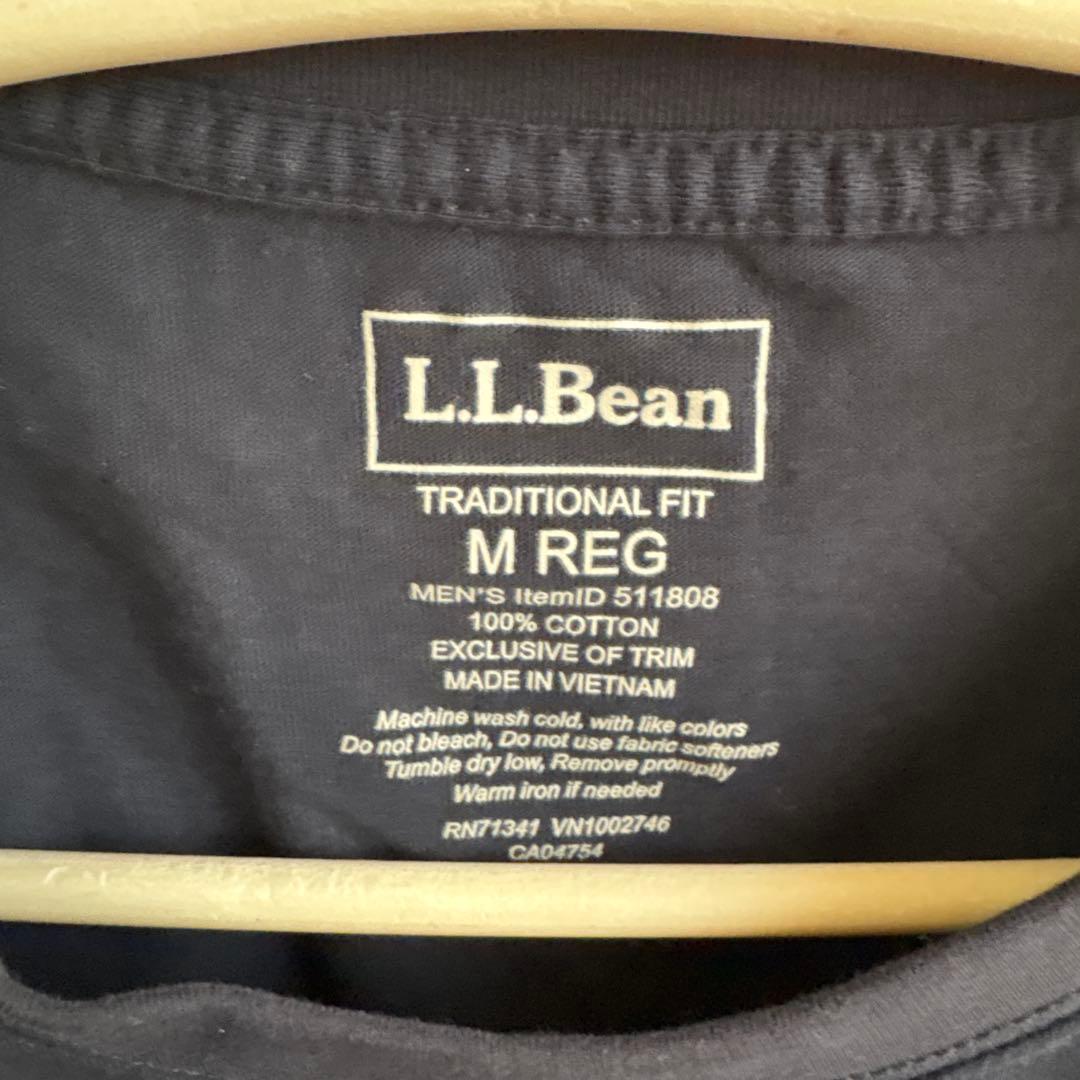 L.L.Bean
TRADITIONAL FIT
M REG
MEN'S ItemID 511808
100% COTTON
EXCLUSIVE OF TRIM
MADE IN VIETNAM
Machine wash cold, with like colors
Do not bleach, Do not use fabric softeners
Tumble dry low, Remove promptly
Warm iron if needed
RN71341 VN1002746
CA04754